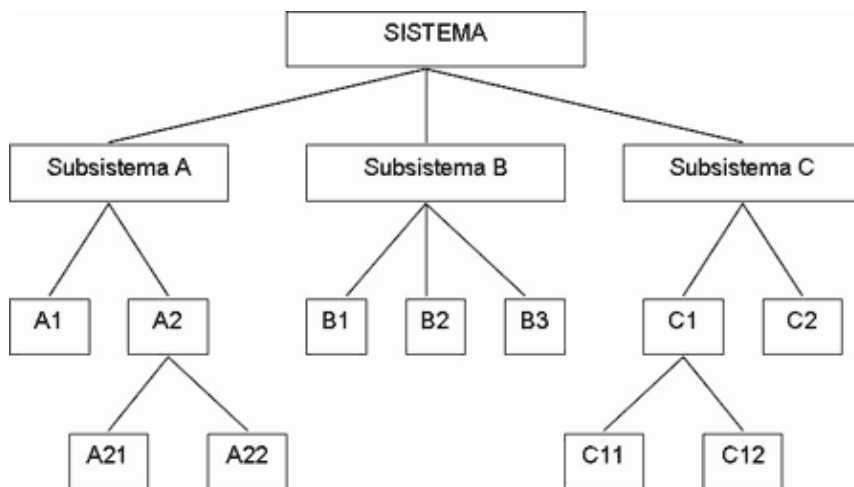 SISTEMA
Subsistema A
Subsistema B
Subsistema C
A1
A2
B1
B2
B3
C1
C2
A21
A22
C11
C12